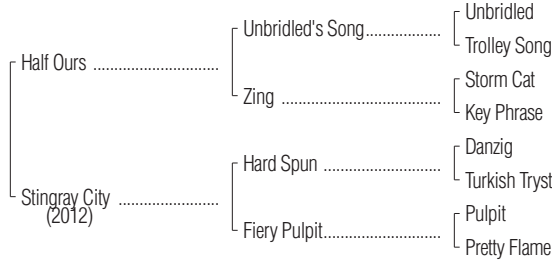 Unbridled
Unbridled's Song
Trolley Song
Half Ours
Storm Cat
Zing
Key Phrase
Danzig
Hard Spun
Turkish Tryst
Stingray City
(2012)
Pulpit
Fiery Pulpit
Pretty Flame